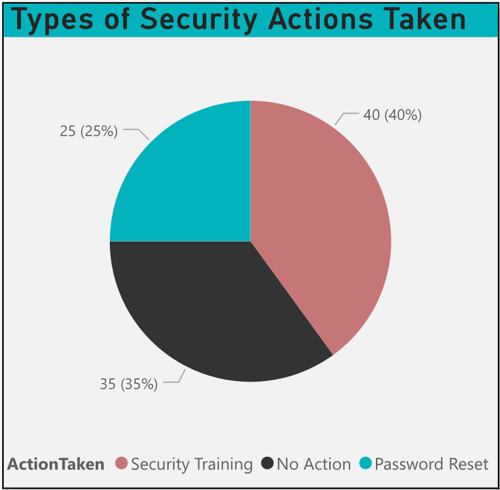 Types of Security Actions Taken
40 (40%)
25 (25%)
35 (35%)
ActionTaken Security Training No Action Password Reset